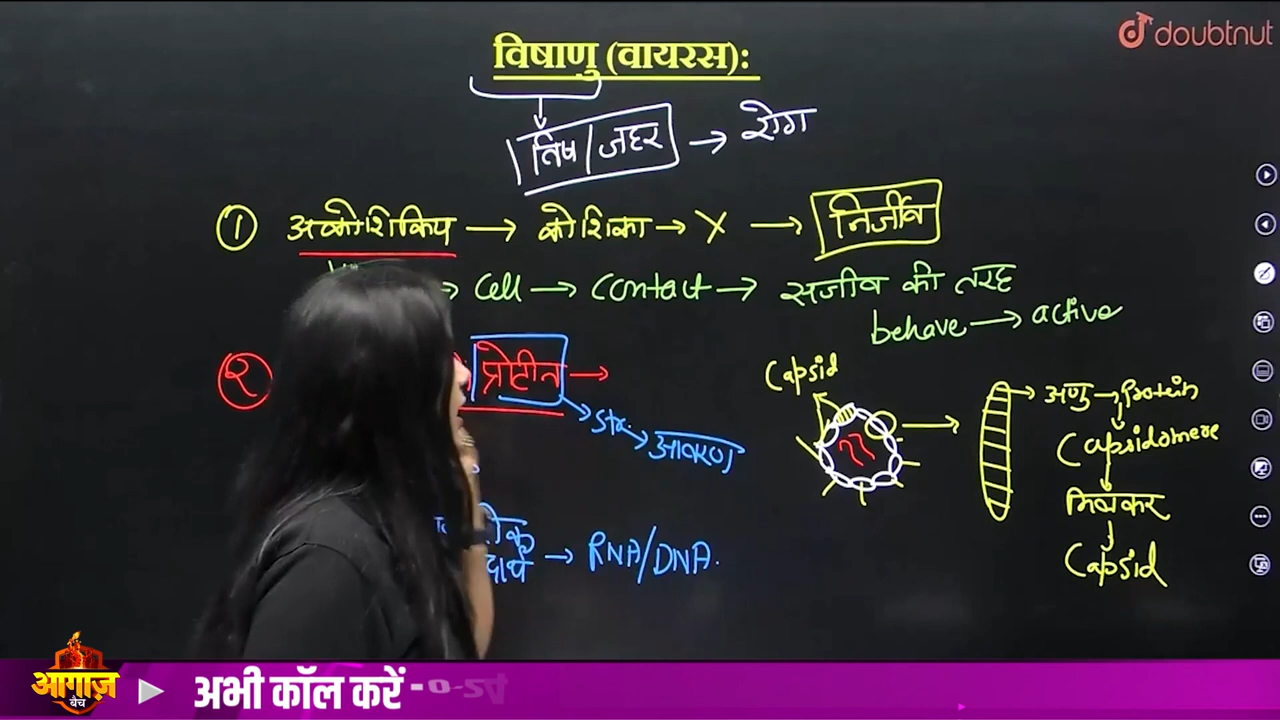 doubtnut
विषाणु (वायरस):
विष/जहर → रोग
① अकोशिकिय → कोशिका → X → निर्जीव
→ Cell → Contact → सजीव की तरह
behave → active
② प्रोटीन →
Str. → आवरण
Capsid
→ अणु → Protein
Capsidomere
मिलकर
Capsid
→ RNA/DNA.
आगाज़
बैच
अभी कॉल करें -